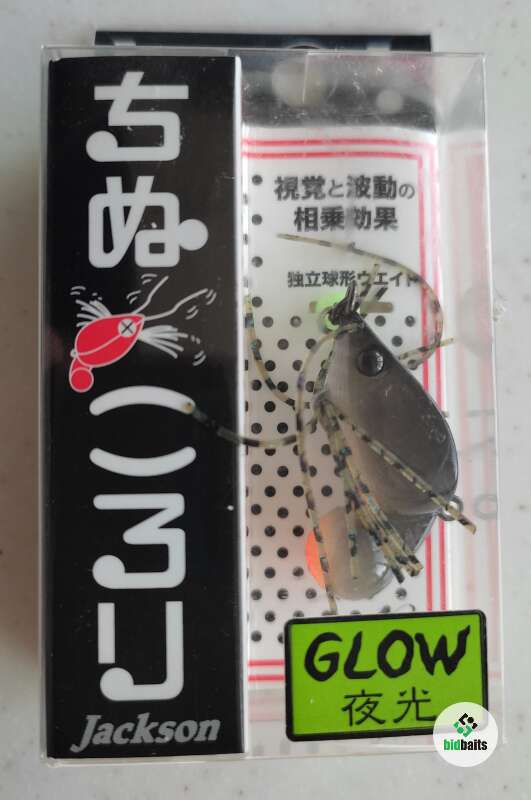 ちぬころり
Jackson
視覚と波動の
相乗効果
独立球形ウエイト
GLOW
夜光
bidbaits